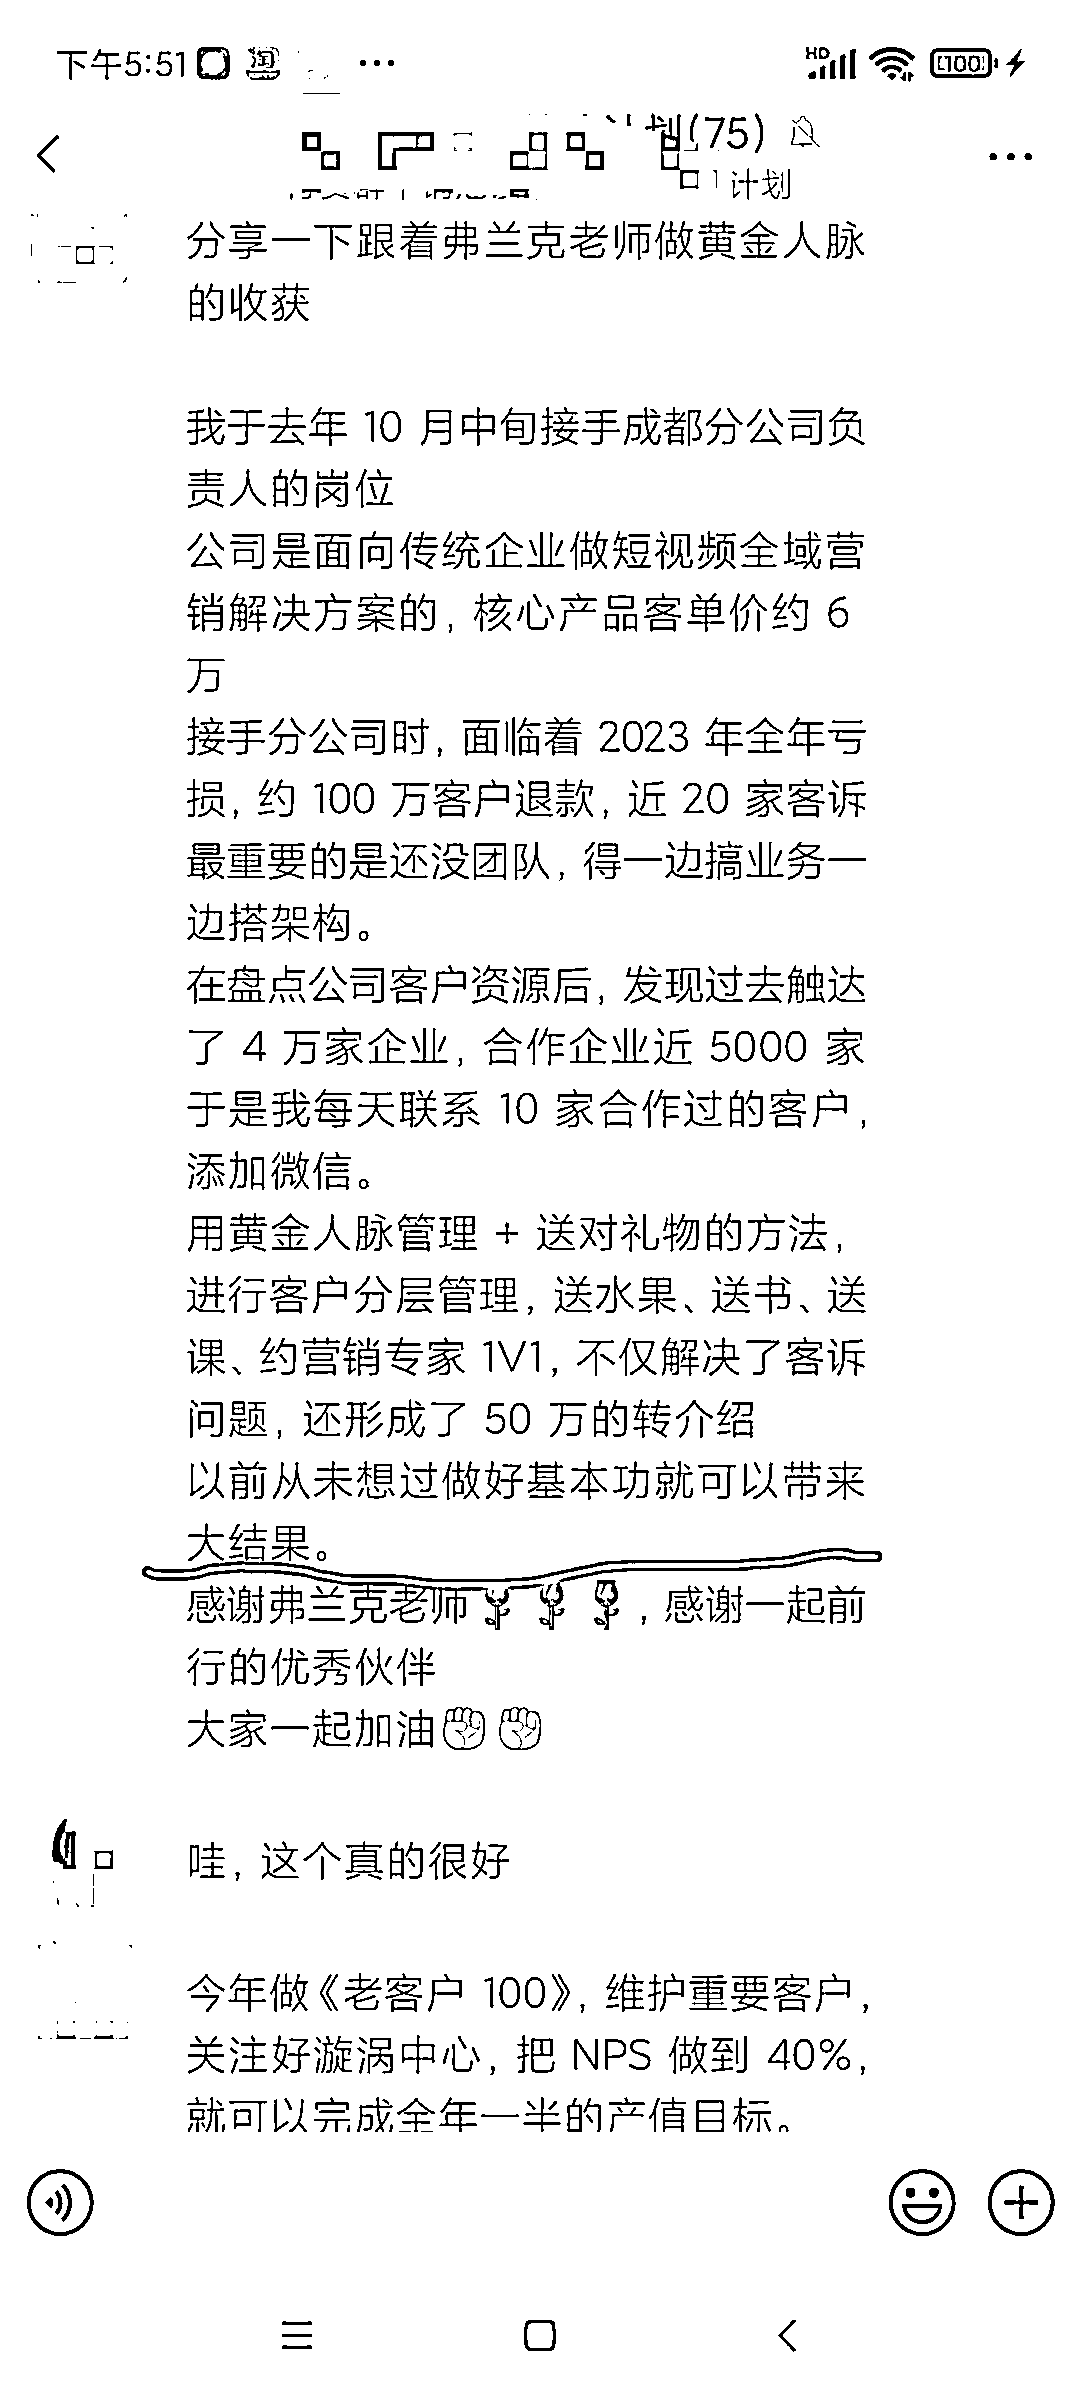 下午5:51
HD
100
(75)
计划
分享一下跟着弗兰克老师做黄金人脉
的收获
我于去年 10 月中旬接手成都分公司负
责人的岗位
公司是面向传统企业做短视频全域营
销解决方案的, 核心产品客单价约 6
万
接手分公司时, 面临着 2023 年全年亏
损, 约 100 万客户退款, 近 20 家客诉
最重要的是还没团队, 得一边搞业务一
边搭架构。
在盘点公司客户资源后, 发现过去触达
了 4 万家企业, 合作企业近 5000 家
于是我每天联系 10 家合作过的客户,
添加微信。
用黄金人脉管理 + 送对礼物的方法,
进行客户分层管理, 送水果、送书、送
课、约营销专家 1V1, 不仅解决了客诉
问题, 还形成了 50 万的转介绍
以前从未想过做好基本功就可以带来
大结果。
感谢弗兰克老师🌹🌹🌹, 感谢一起前
行的优秀伙伴
大家一起加油✊✊
哇, 这个真的很好
今年做《老客户 100》, 维护重要客户,
关注好漩涡中心, 把 NPS 做到 40%,
就可以完成全年一半的产值目标。